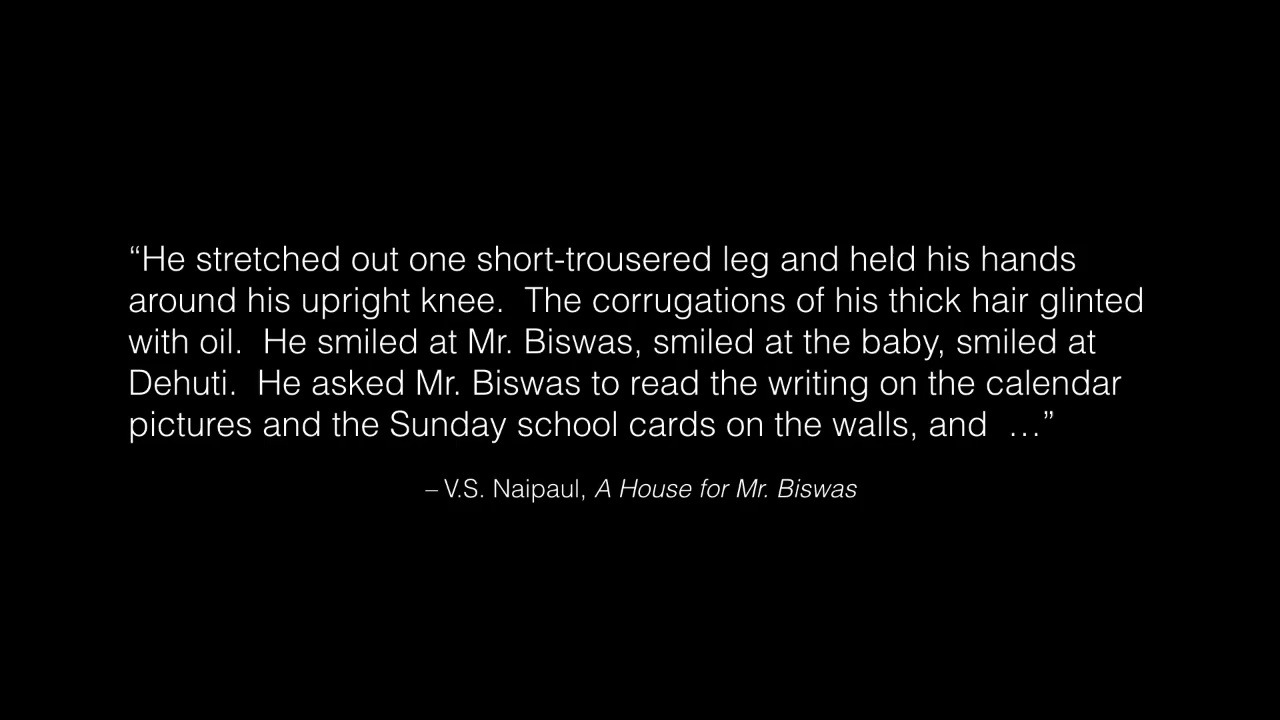 “He stretched out one short-trousered leg and held his hands
around his upright knee.  The corrugations of his thick hair glinted
with oil.  He smiled at Mr. Biswas, smiled at the baby, smiled at
Dehuti.  He asked Mr. Biswas to read the writing on the calendar
pictures and the Sunday school cards on the walls, and  …”
– V.S. Naipaul, A House for Mr. Biswas